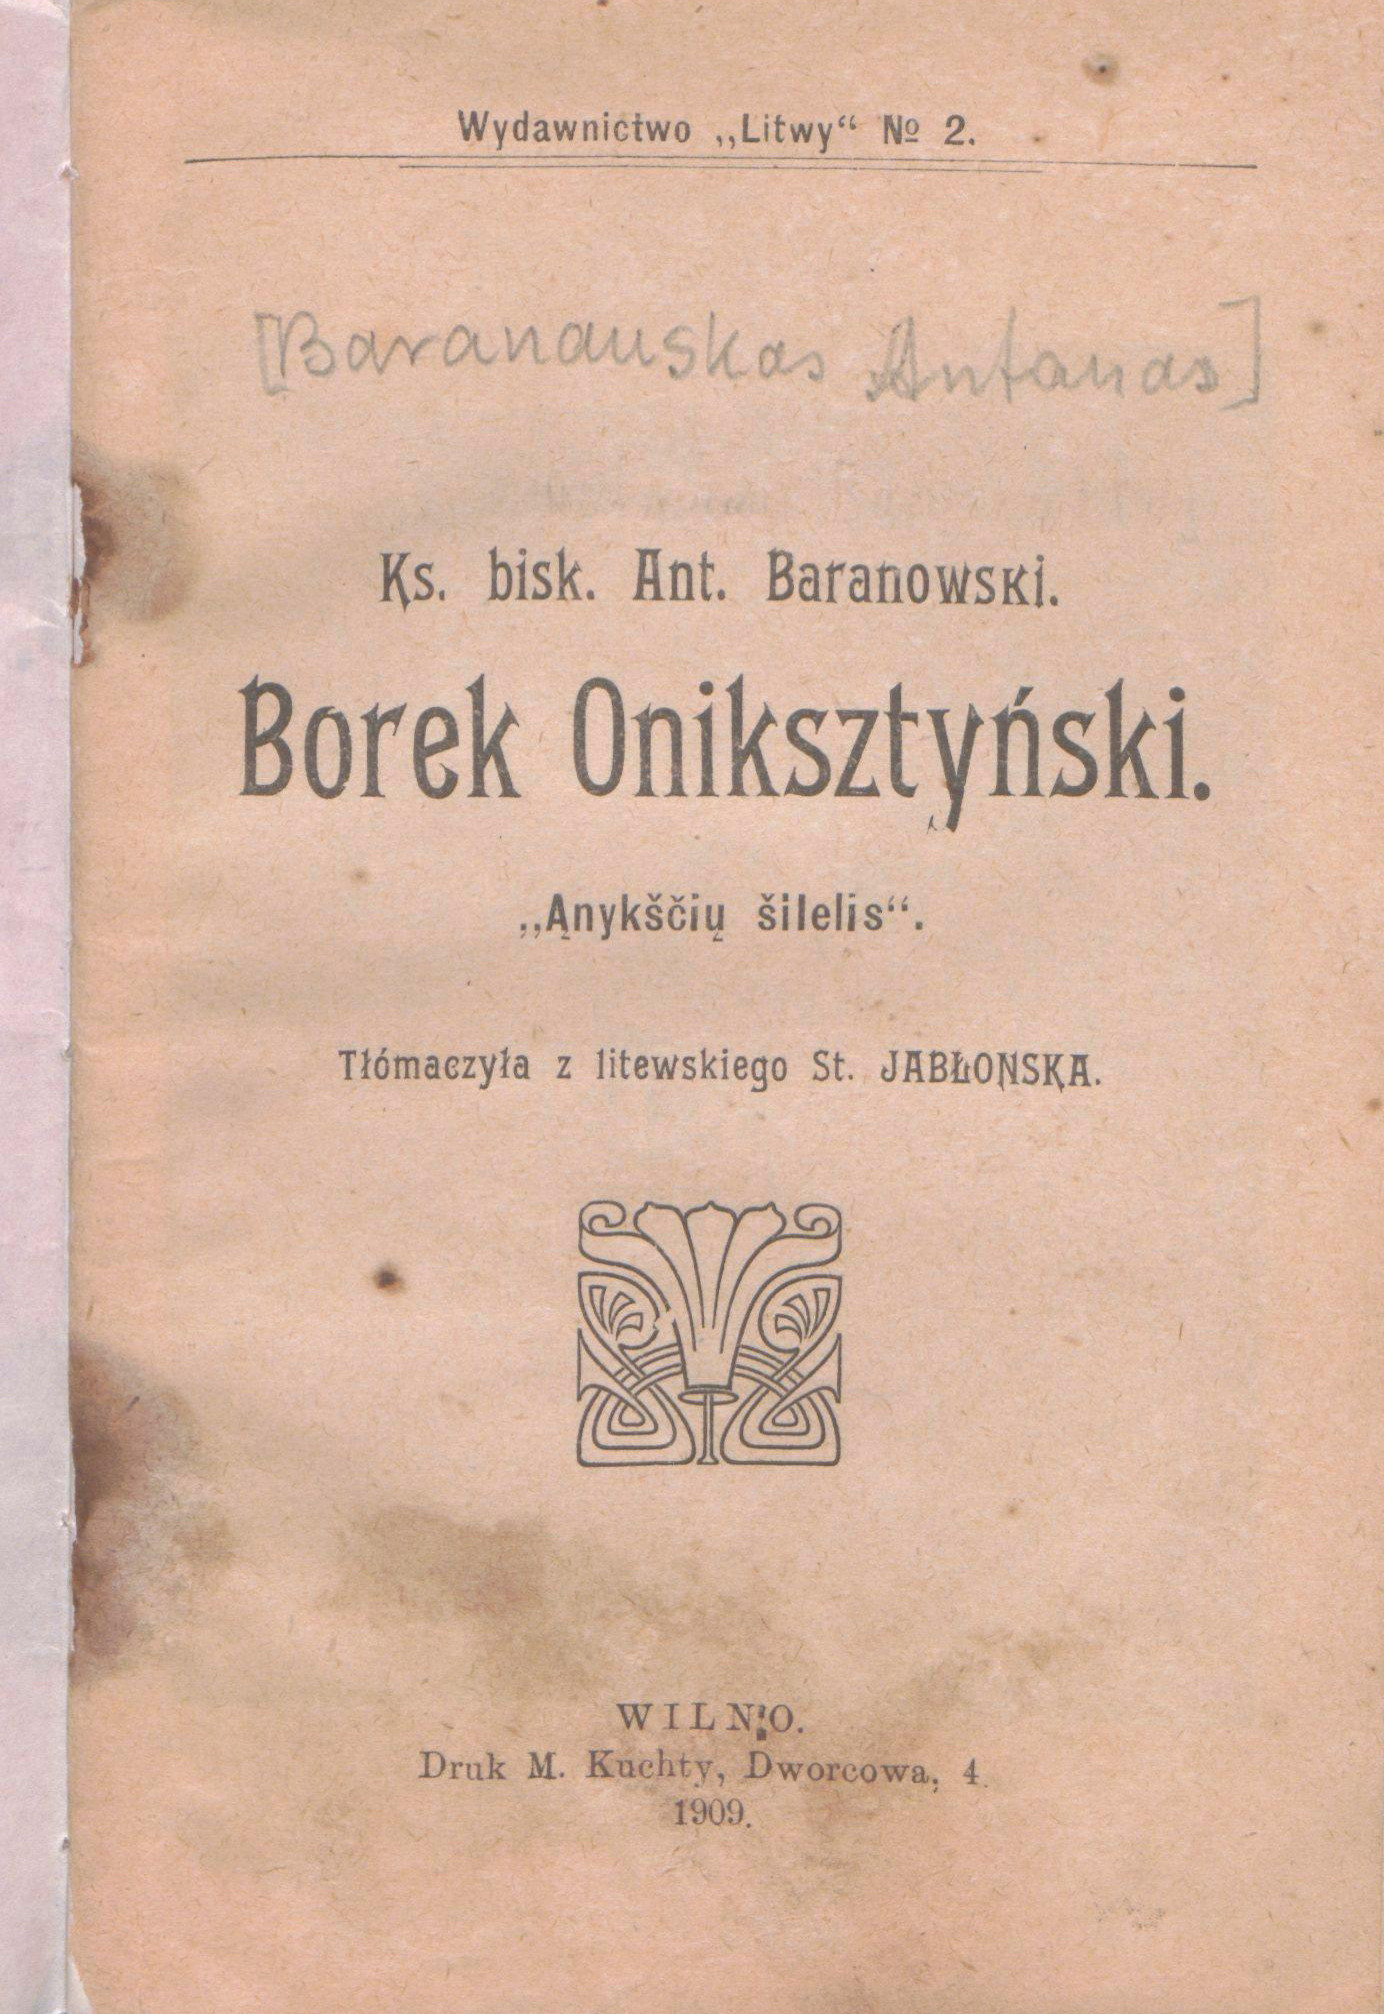 Wydawnictwo „Litwy“ № 2.
[Baranauskas Antanas]
Ks. bisk. Ant. Baranowski.
Borek Oniksztyński.
„Ąnykščių šilelis“.
Tłómaczyła z litewskiego St. JABŁONSKA.
WILNO.
Druk M. Kuchty, Dworcowa, 4
1909.